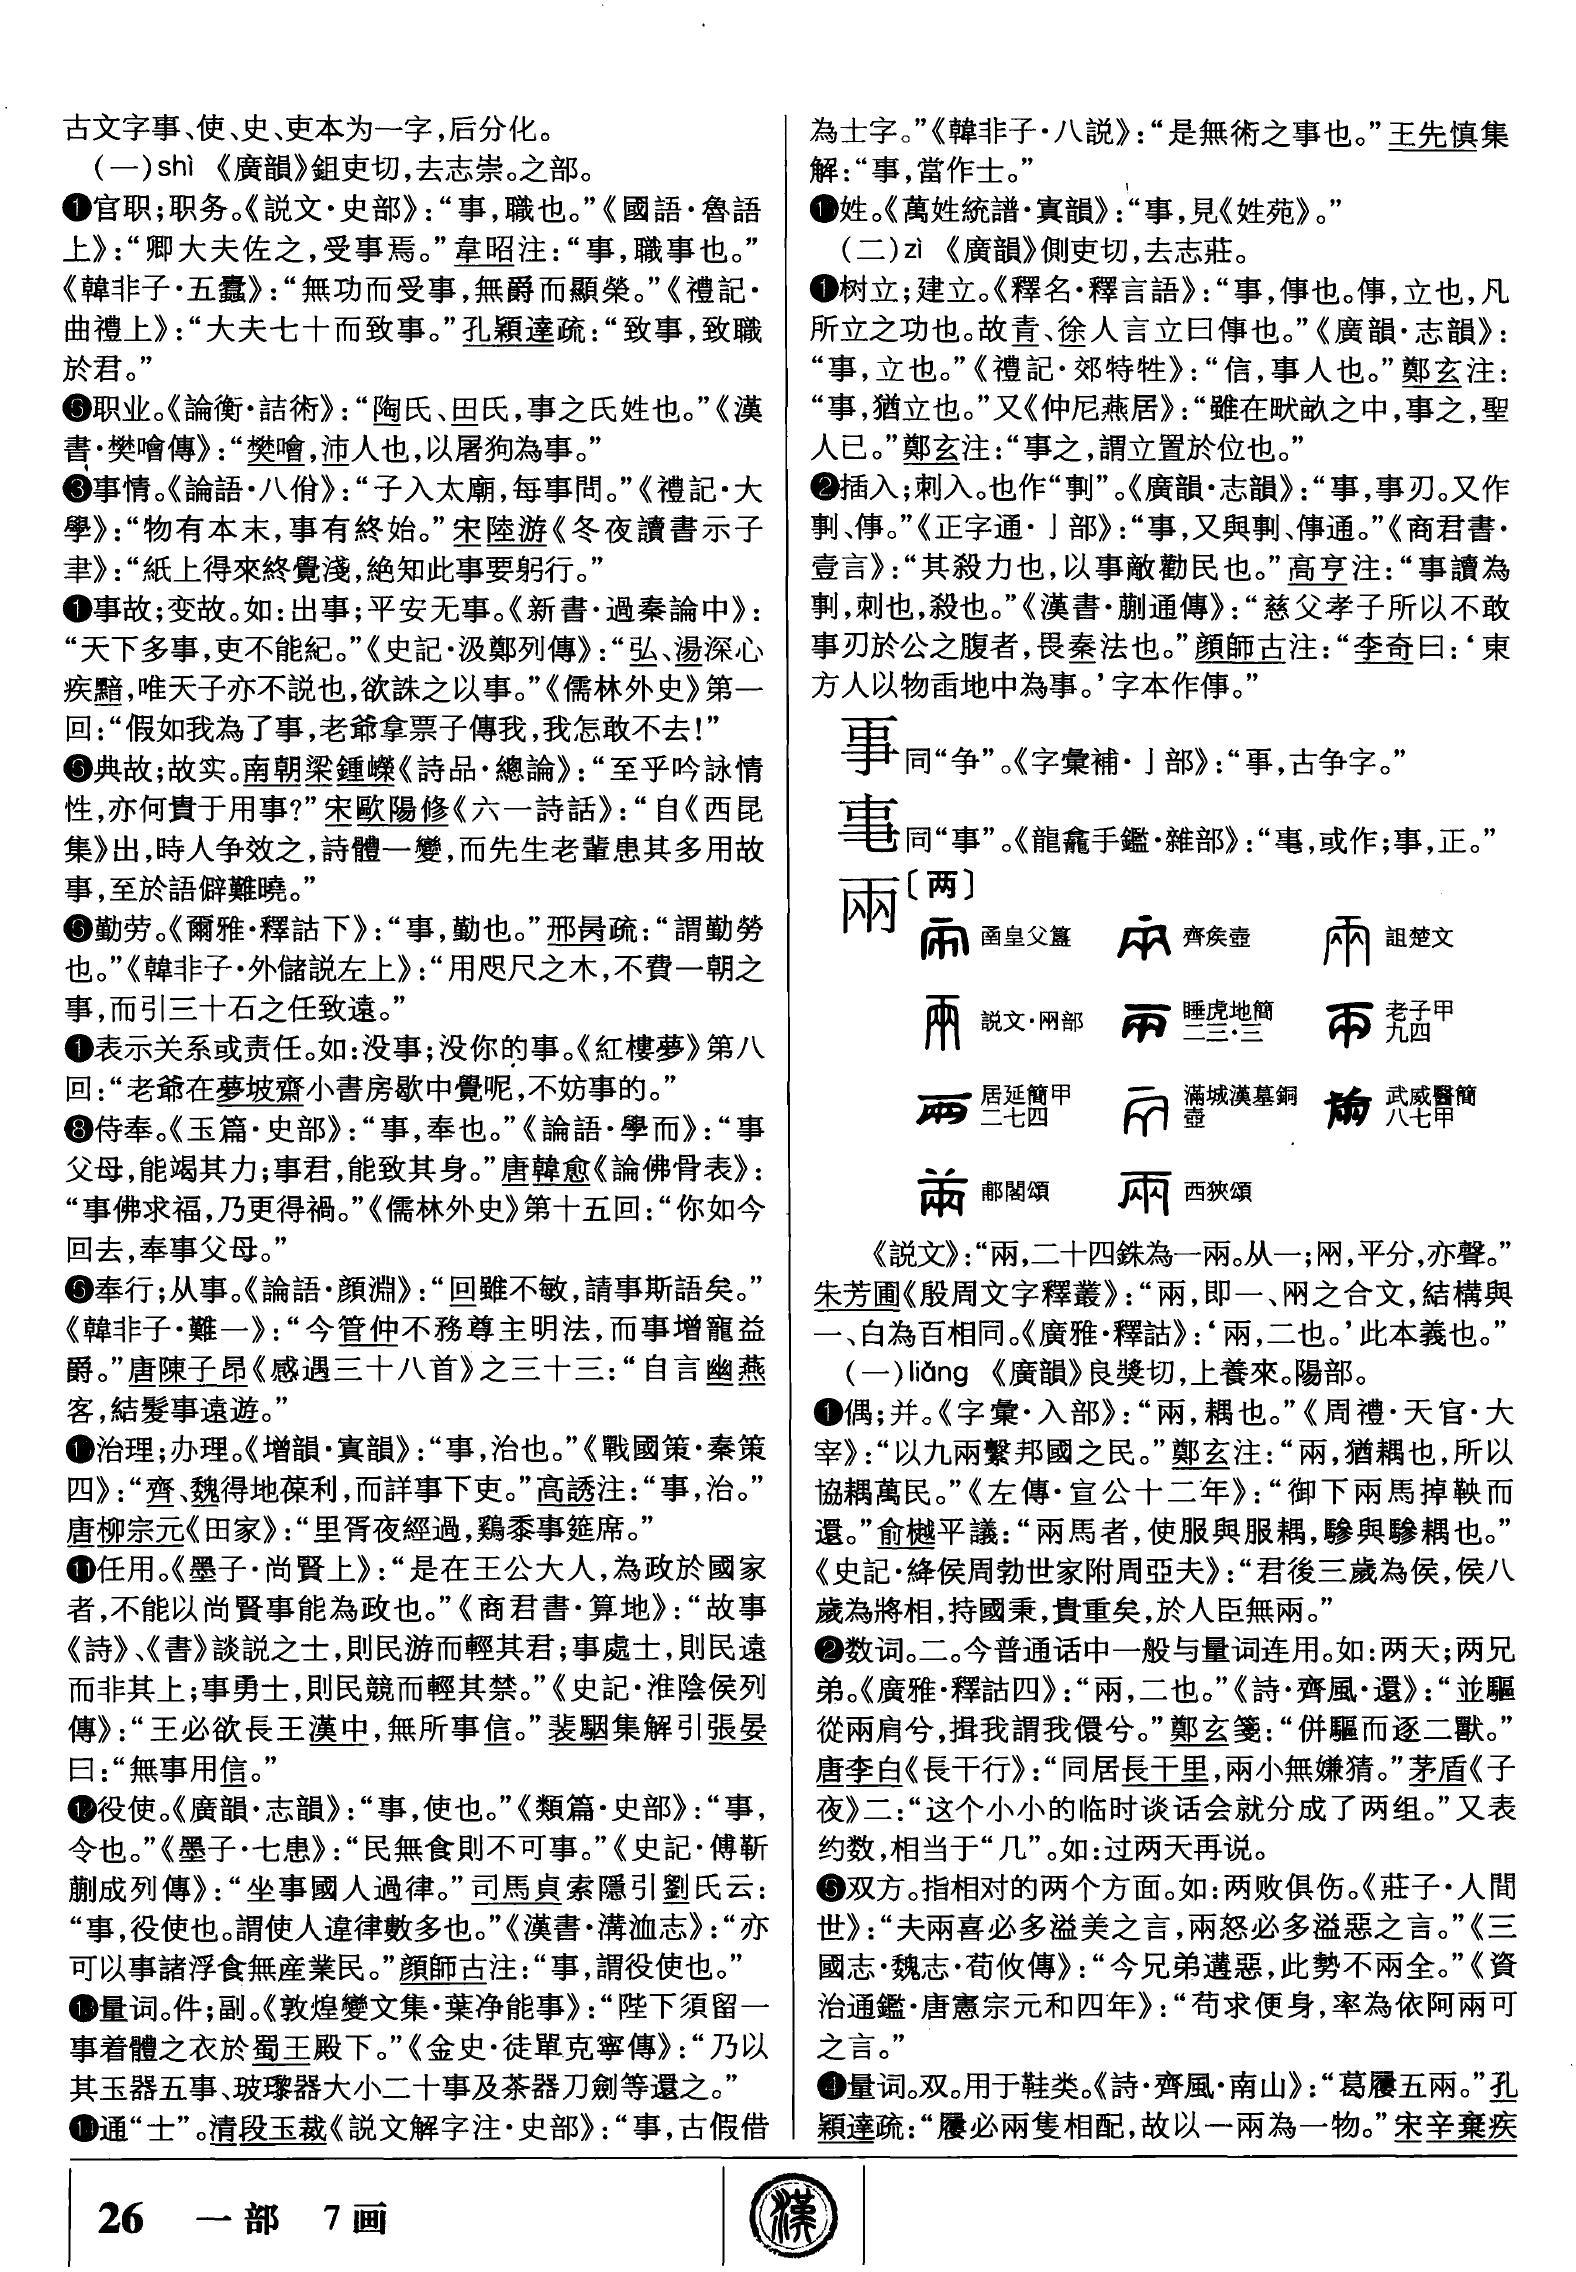 古文字事、使、史、吏本为一字,后分化。
(一)shì 《廣韻》鉏吏切,去志崇。之部。
❶官职;职务。《説文·史部》:“事,職也。”《國語·魯語
上》:“卿大夫佐之,受事焉。”韋昭注:“事,職事也。”
《韓非子·五蠹》:“無功而受事,無爵而顯榮。”《禮記·
曲禮上》:“大夫七十而致事。”孔穎達疏:“致事,致職
於君。”
職业。《論衡·詰術》:“陶氏、田氏,事之氏姓也。”《漢
書·樊噲傳》:“樊噲,沛人也,以屠狗為事。”
❸事情。《論語·八佾》:“子入太廟,每事問。”《禮記·大
學》:“物有本末,事有終始。”宋陸游《冬夜讀書示子
聿》:“紙上得來終覺淺,絶知此事要躬行。”
❶事故;变故。如:出事;平安无事。《新書·過秦論中》:
“天下多事,吏不能紀。”《史記·汲鄭列傳》:“弘、湯深心
疾黯,唯天子亦不説也,欲誅之以事。”《儒林外史》第一
回:“假如我為了事,老爺拿票子傳我,我怎敢不去!”
❺典故;故实。南朝梁鍾嶸《詩品·總論》:“至乎吟詠情
性,亦何貴于用事?”宋歐陽修《六一詩話》:“自《西昆
集》出,時人争效之,詩體一變,而先生老輩患其多用故
事,至於語僻難曉。”
❻勤劳。《爾雅·釋詁下》:“事,勤也。”邢昺疏:“謂勤勞
也。”《韓非子·外儲説左上》:“用咫尺之木,不費一朝之
事,而引三十石之任致遠。”
❶表示关系或责任。如:没事;没你的事。《紅樓夢》第八
回:“老爺在夢坡齋小書房歇中覺呢,不妨事的。”
❽侍奉。《玉篇·史部》:“事,奉也。”《論語·學而》:“事
父母,能竭其力;事君,能致其身。”唐韓愈《論佛骨表》:
“事佛求福,乃更得禍。”《儒林外史》第十五回:“你如今
回去,奉事父母。”
奉行;从事。《論語·顔淵》:“回雖不敏,請事斯語矣。”
《韓非子·難一》:“今管仲不務尊主明法,而事增寵益
爵。”唐陳子昂《感遇三十八首》之三十三:“自言幽燕
客,結髮事遠遊。”
治理;办理。《增韻·寘韻》:“事,治也。”《戰國策·秦策
四》:“齊、魏得地葆利,而詳事下吏。”高誘注:“事,治。”
唐柳宗元《田家》:“里胥夜經過,鷄黍事筵席。”
⓫任用。《墨子·尚賢上》:“是在王公大人,為政於國家
者,不能以尚賢事能為政也。”《商君書·算地》:“故事
《詩》、《書》談説之士,則民游而輕其君;事處士,則民遠
而非其上;事勇士,則民競而輕其禁。”《史記·淮陰侯列
傳》:“王必欲長王漢中,無所事信。”裴駰集解引張晏
曰:“無事用信。”
⓬役使。《廣韻·志韻》:“事,使也。”《類篇·史部》:“事,
令也。”《墨子·七患》:“民無食則不可事。”《史記·傅靳
蒯成列傳》:“坐事國人過律。”司馬貞索隱引劉氏云:
“事,役使也。謂使人違律數多也。”《漢書·溝洫志》:“亦
可以事諸浮食無産業民。”顔師古注:“事,謂役使也。”
⓭量词。件;副。《敦煌變文集·葉净能事》:“陛下須留一
事着體之衣於蜀王殿下。”《金史·徒單克寧傳》:“乃以
其玉器五事、玻瓈器大小二十事及茶器刀劍等還之。”
通“士”。清段玉裁《説文解字注·史部》:“事,古假借
為士字。”《韓非子·八説》:“是無術之事也。”王先慎集
解:“事,當作士。”
姓。《萬姓統譜·寘韻》:“事,見《姓苑》。”
(二)zì 《廣韻》側吏切,去志莊。
❶树立;建立。《釋名·釋言語》:“事,倳也。倳,立也,凡
所立之功也。故青、徐人言立曰倳也。”《廣韻·志韻》:
“事,立也。”《禮記·郊特牲》:“信,事人也。”鄭玄注:
“事,猶立也。”又《仲尼燕居》:“雖在畎畝之中,事之,聖
人已。”鄭玄注:“事之,謂立置於位也。”
❷插入;刺入。也作“剚”。《廣韻·志韻》:“事,事刃。又作
剚、倳。”《正字通·亅部》:“事,又與剚、倳通。”《商君書·
壹言》:“其殺力也,以事敵勸民也。”高亨注:“事讀為
剚,刺也,殺也。”《漢書·蒯通傳》:“慈父孝子所以不敢
事刃於公之腹者,畏秦法也。”顔師古注:“李奇曰:‘東
方人以物臿地中為事。’字本作倳。”
同“争”。《字彙補·亅部》:“亊,古争字。”
同“事”。《龍龕手鑑·雜部》:“,或作;事,正。”
兩〔两〕
圅皇父簋 齊矦壺 詛楚文
説文·㒳部 睡虎地簡二三·三 老子甲九四
居延簡甲二七四 滿城漢墓銅壺 武威醫簡八七甲
郙閣頌 西狹頌
《説文》:“兩,二十四銖為一兩。从一;㒳,平分,亦聲。”
朱芳圃《殷周文字釋叢》:“兩,即一、㒳之合文,結構與
一、白為百相同。《廣雅·釋詁》:‘兩,二也。’此本義也。”
(一)liǎng 《廣韻》良奬切,上養來。陽部。
❶偶;并。《字彙·入部》:“兩,耦也。”《周禮·天官·大
宰》:“以九兩繫邦國之民。”鄭玄注:“兩,猶耦也,所以
協耦萬民。”《左傳·宣公十二年》:“御下兩馬掉鞅而
還。”俞樾平議:“兩馬者,使服與服耦,驂與驂耦也。”
《史記·絳侯周勃世家附周亞夫》:“君後三歲為侯,侯八
歲為將相,持國秉,貴重矣,於人臣無兩。”
❷数词。二。今普通话中一般与量词连用。如:两天;两兄
弟。《廣雅·釋詁四》:“兩,二也。”《詩·齊風·還》:“並驅
從兩肩兮,揖我謂我儇兮。”鄭玄箋:“併驅而逐二獸。”
唐李白《長干行》:“同居長干里,兩小無嫌猜。”茅盾《子
夜》二:“这个小小的临时谈话会就分成了两组。”又表
约数,相当于“几”。如:过两天再说。
双方。指相对的两个方面。如:两败俱伤。《莊子·人間
世》:“夫兩喜必多溢美之言,兩怒必多溢惡之言。”《三
國志·魏志·荀攸傳》:“今兄弟遘惡,此勢不兩全。”《資
治通鑑·唐憲宗元和四年》:“苟求便身,率為依阿兩可
之言。”
❹量词。双。用于鞋类。《詩·齊風·南山》:“葛屨五兩。”孔
穎達疏:“屨必兩隻相配,故以一兩為一物。”宋辛棄疾
26 一部 7画
漢